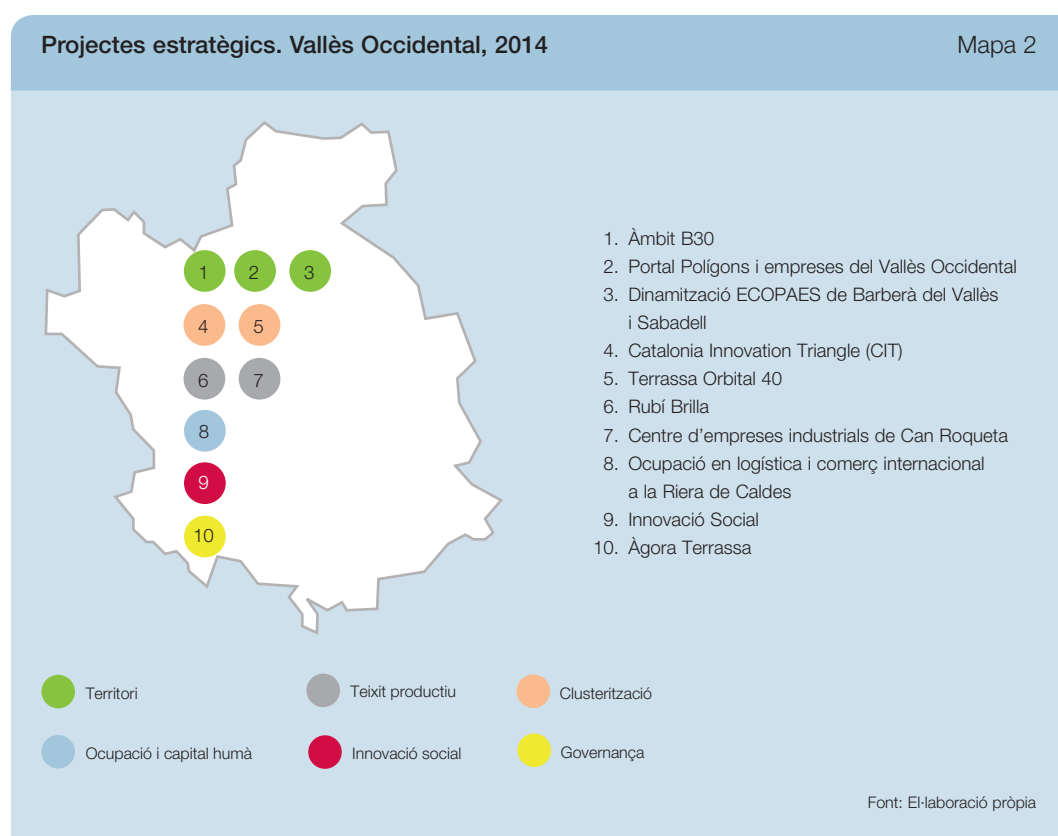 Projectes estratègics. Vallès Occidental, 2014
Mapa 2
1
2
3
4
5
6
7
8
9
10
1. Àmbit B30
2. Portal Polígons i empreses del Vallès Occidental
3. Dinamització ECOPAES de Barberà del Vallès
i Sabadell
4. Catalonia Innovation Triangle (CIT)
5. Terrassa Orbital 40
6. Rubí Brilla
7. Centre d'empreses industrials de Can Roqueta
8. Ocupació en logística i comerç internacional
a la Riera de Caldes
9. Innovació Social
10. Àgora Terrassa
Territori
Teixit productiu
Clusterització
Ocupació i capital humà
Innovació social
Governança
Font: El·laboració pròpia